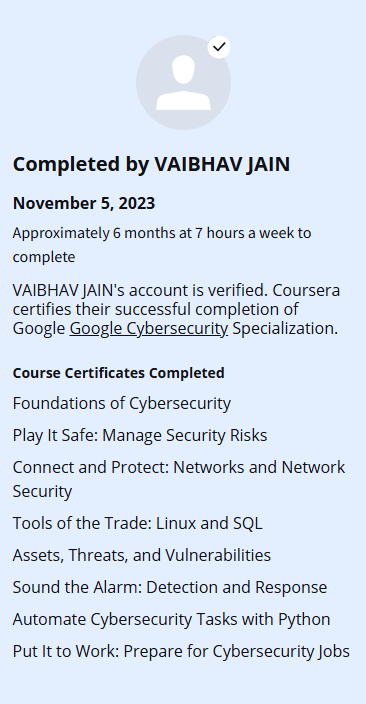 Completed by VAIBHAV JAIN
November 5, 2023
Approximately 6 months at 7 hours a week to
complete
VAIBHAV JAIN's account is verified. Coursera
certifies their successful completion of
Google Google Cybersecurity Specialization.
Course Certificates Completed
Foundations of Cybersecurity
Play It Safe: Manage Security Risks
Connect and Protect: Networks and Network
Security
Tools of the Trade: Linux and SQL
Assets, Threats, and Vulnerabilities
Sound the Alarm: Detection and Response
Automate Cybersecurity Tasks with Python
Put It to Work: Prepare for Cybersecurity Jobs